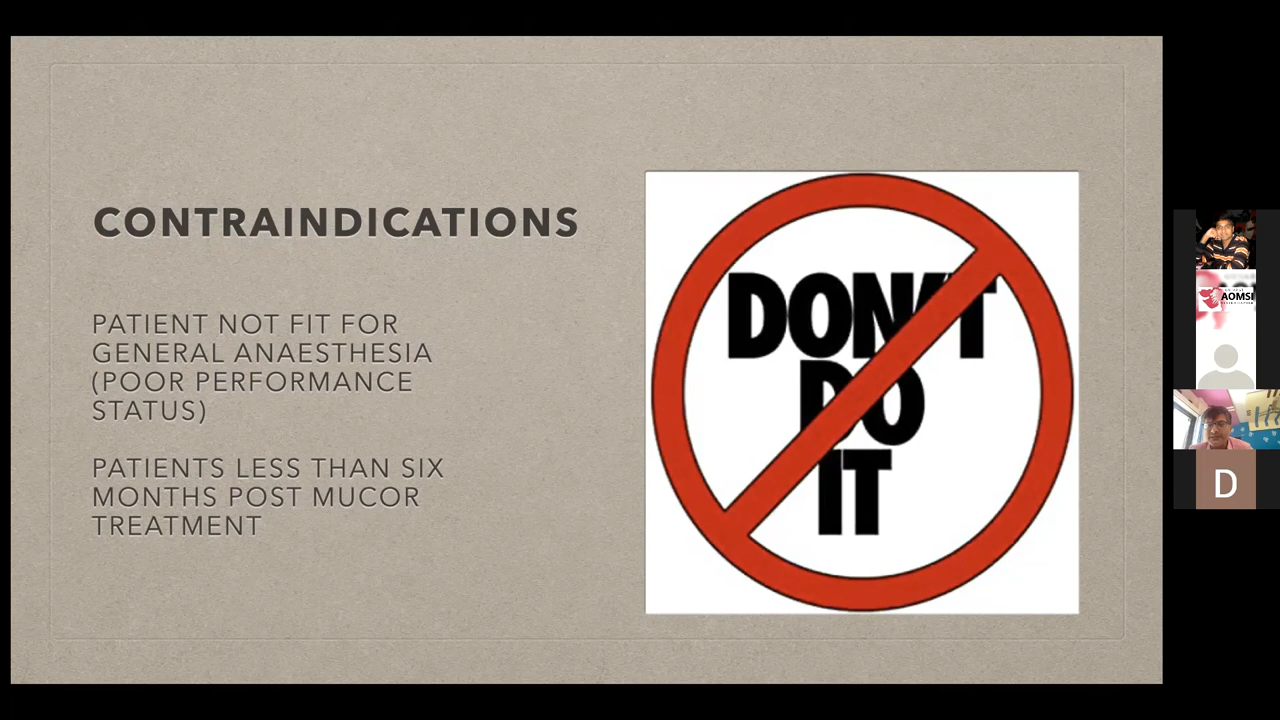 CONTRAINDICATIONS
PATIENT NOT FIT FOR
GENERAL ANAESTHESIA
(POOR PERFORMANCE
STATUS)
PATIENTS LESS THAN SIX
MONTHS POST MUCOR
TREATMENT
DON'T
DO
IT
AOMSI
D